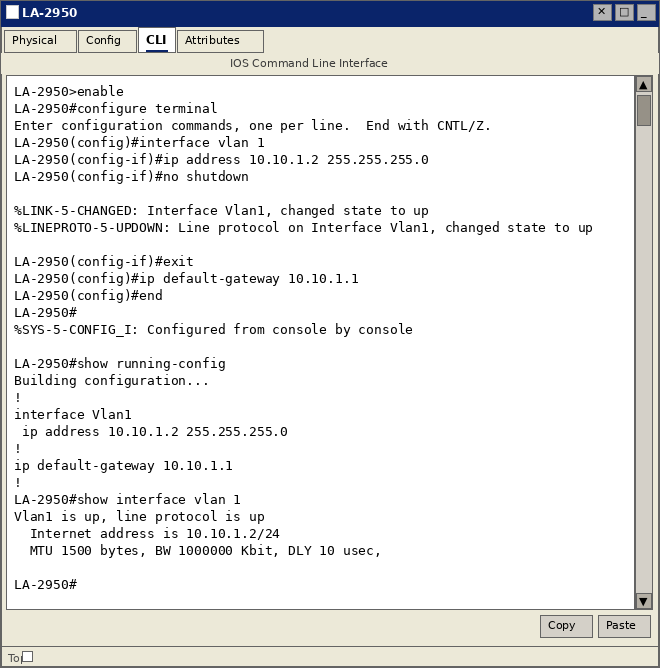 LA-2950
Physical Config CLI Attributes
IOS Command Line Interface
LA-2950>enable
LA-2950#configure terminal
Enter configuration commands, one per line.  End with CNTL/Z.
LA-2950(config)#interface vlan 1
LA-2950(config-if)#ip address 10.10.1.2 255.255.255.0
LA-2950(config-if)#no shutdown
%LINK-5-CHANGED: Interface Vlan1, changed state to up
%LINEPROTO-5-UPDOWN: Line protocol on Interface Vlan1, changed state to up
LA-2950(config-if)#exit
LA-2950(config)#ip default-gateway 10.10.1.1
LA-2950(config)#end
LA-2950#
%SYS-5-CONFIG_I: Configured from console by console
LA-2950#show running-config
Building configuration...
!
interface Vlan1
 ip address 10.10.1.2 255.255.255.0
!
ip default-gateway 10.10.1.1
!
LA-2950#show interface vlan 1
Vlan1 is up, line protocol is up
  Internet address is 10.10.1.2/24
  MTU 1500 bytes, BW 1000000 Kbit, DLY 10 usec,
LA-2950#
Copy Paste
Top